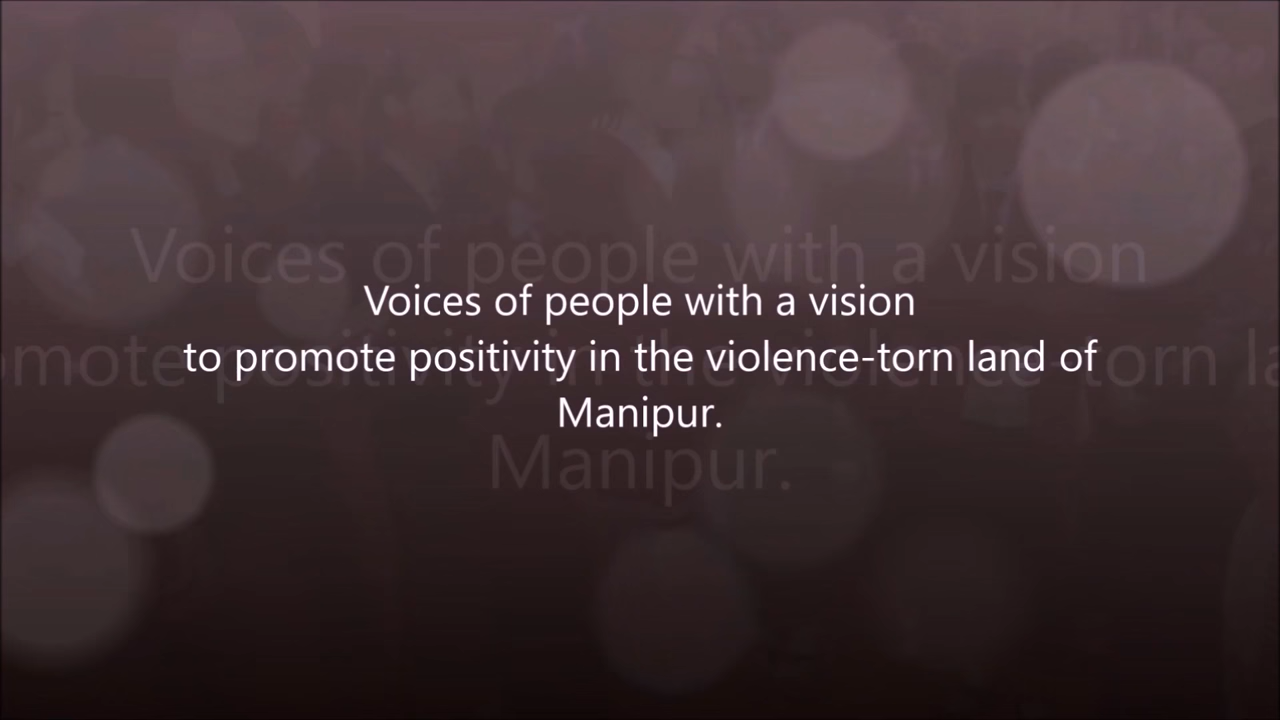 Voices of people with a vision
to promote positivity in the violence-torn land of
Manipur.